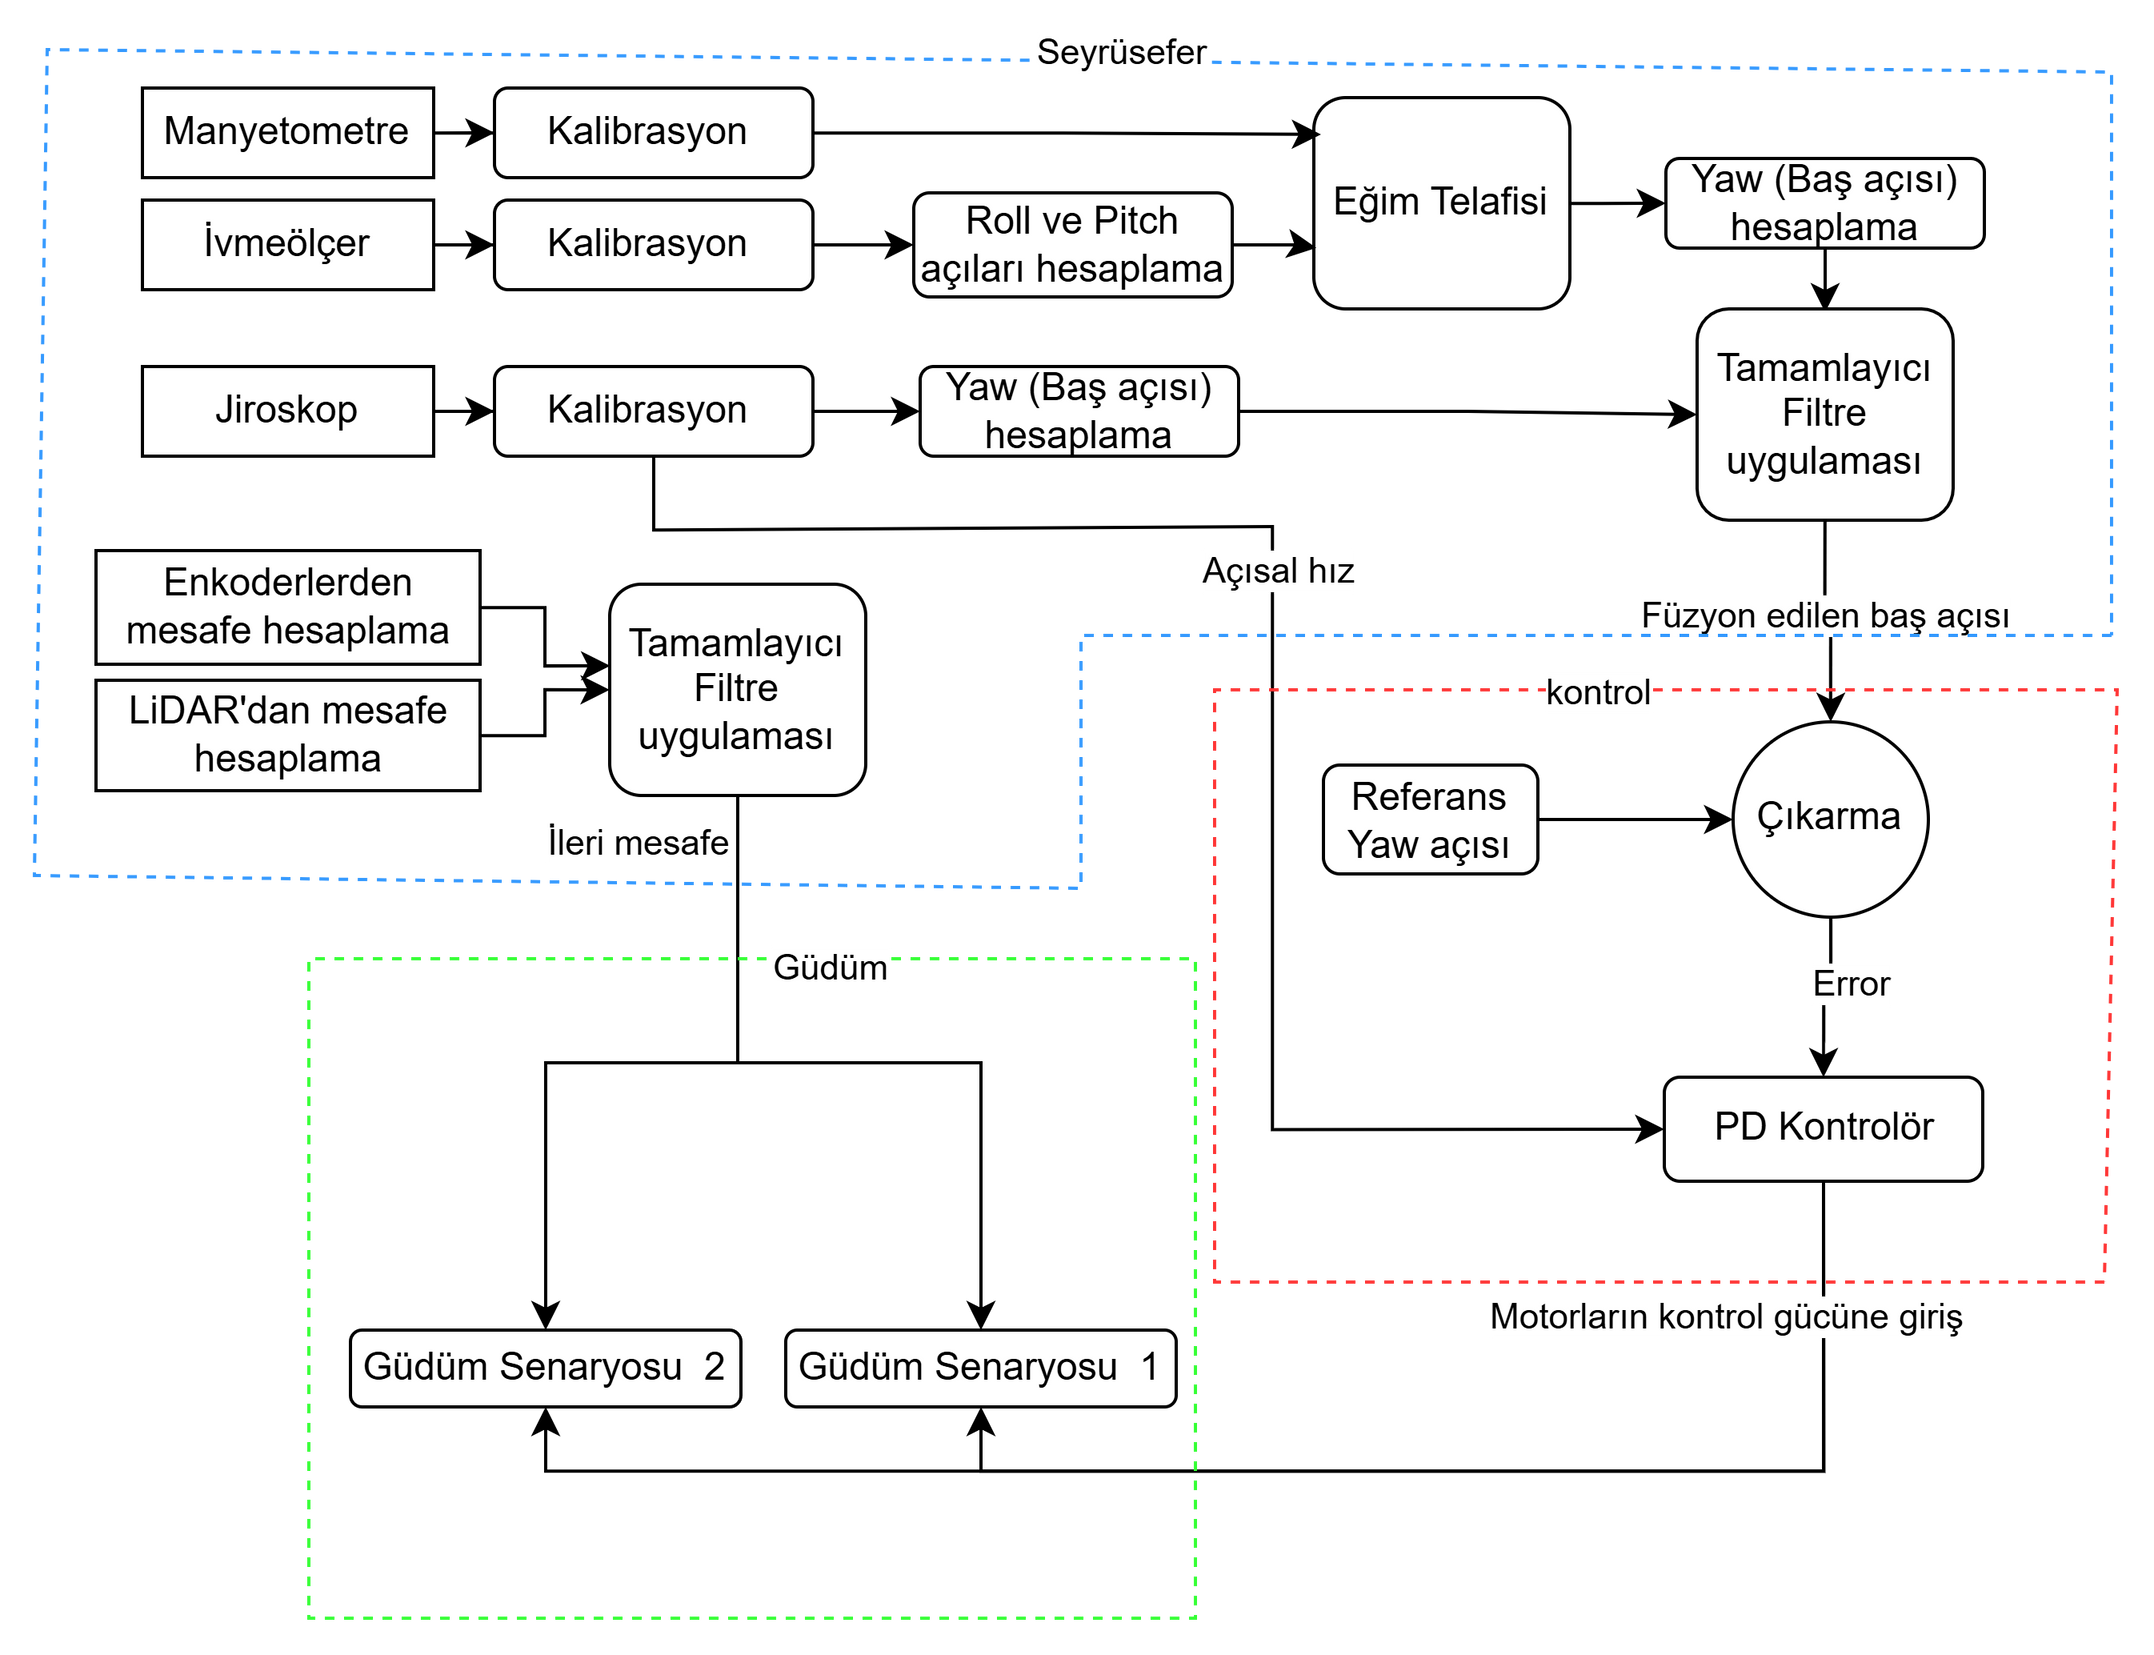 Seyrüsefer
Manyetometre
Kalibrasyon
Eğim Telafisi
Yaw (Baş açısı)
hesaplama
İvmeölçer
Kalibrasyon
Roll ve Pitch
açıları hesaplama
Jiroskop
Kalibrasyon
Yaw (Baş açısı)
hesaplama
Tamamlayıcı
Filtre
uygulaması
Açısal hız
Füzyon edilen baş açısı
Enkoderlerden
mesafe hesaplama
LiDAR'dan mesafe
hesaplama
Tamamlayıcı
Filtre
uygulaması
İleri mesafe
kontrol
Referans
Yaw açısı
Çıkarma
Error
PD Kontrolör
Motorların kontrol gücüne giriş
Güdüm
Güdüm Senaryosu  2
Güdüm Senaryosu  1